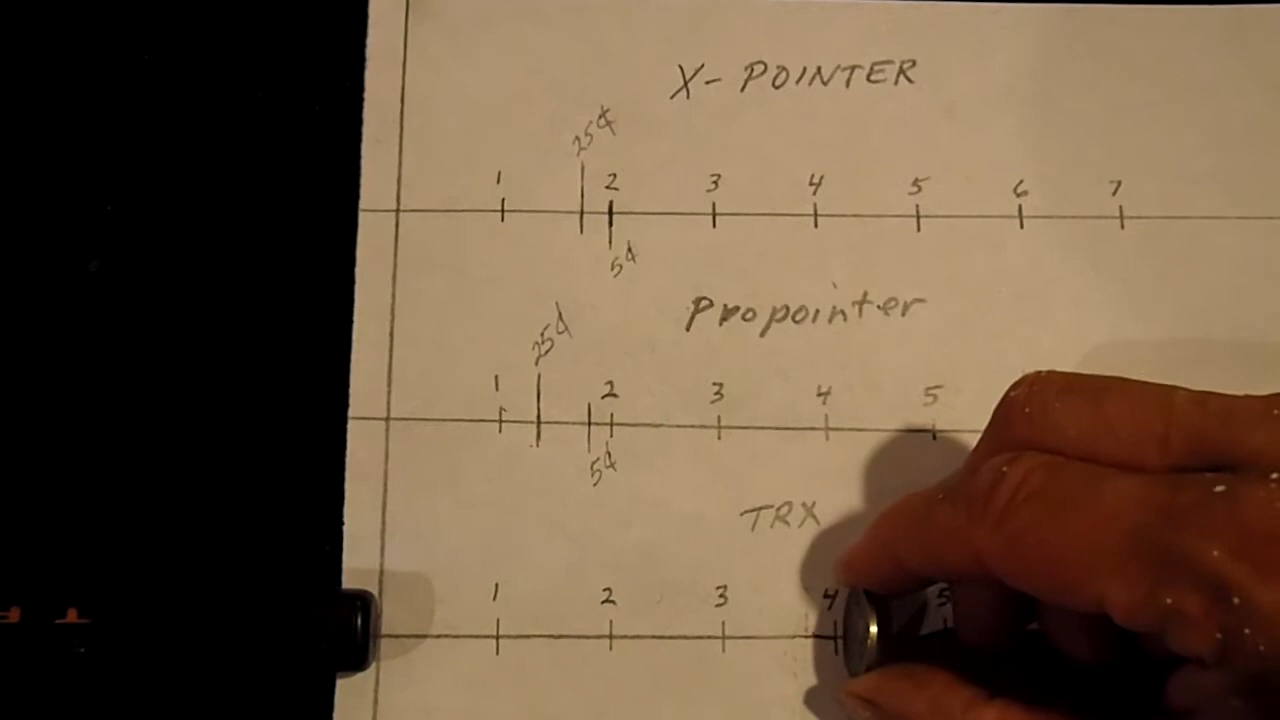 X-POINTER
25¢
1 2 3 4 5 6 7
5¢
Propointer
25¢
1 2 3 4 5
5¢
TRX
1 2 3 4 5